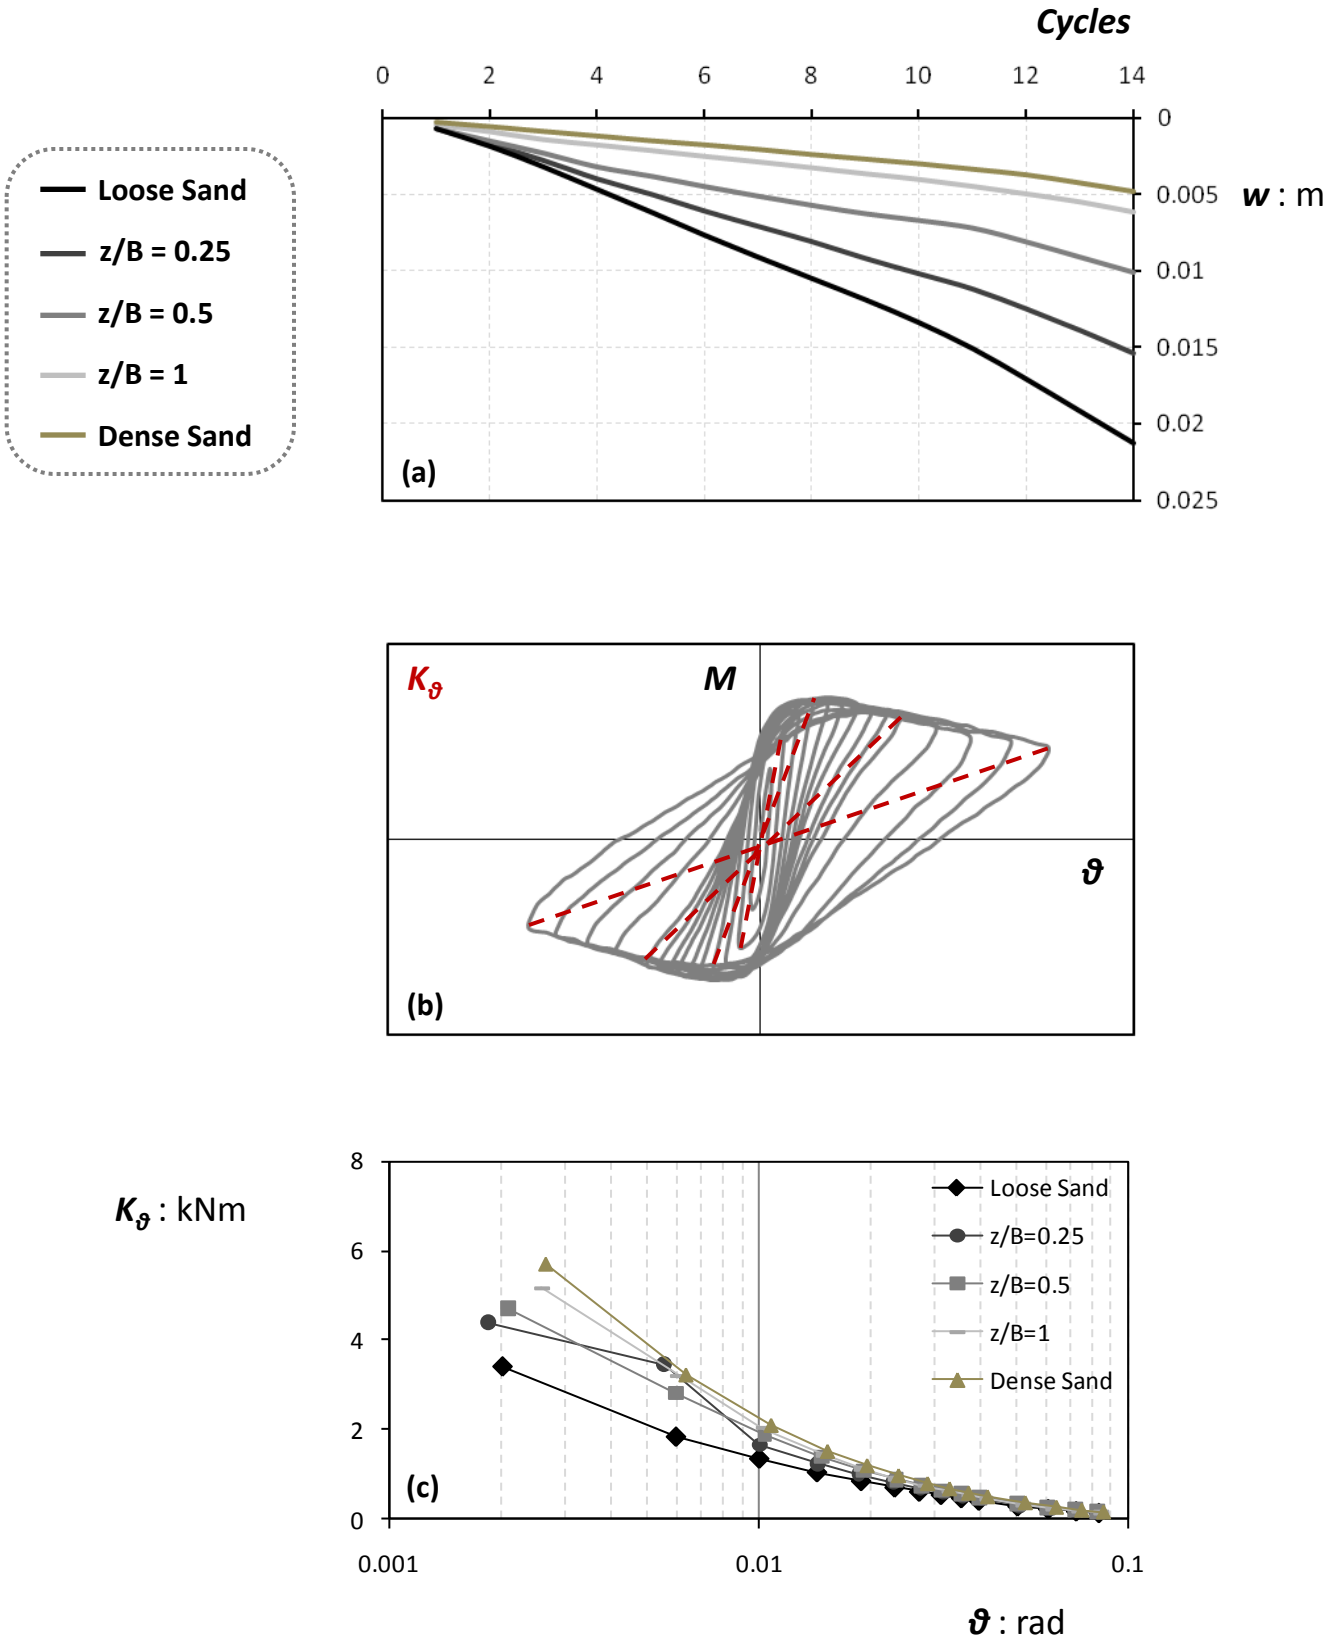 Cycles
0 2 4 6 8 10 12 14
0
0.005
0.01
0.015
0.02
0.025
w : m
Loose Sand
z/B = 0.25
z/B = 0.5
z/B = 1
Dense Sand
(a)
Kϑ
M
ϑ
(b)
Kϑ : kNm
8
6
4
2
0
Loose Sand
z/B=0.25
z/B=0.5
z/B=1
Dense Sand
(c)
0.001 0.01 0.1
ϑ : rad